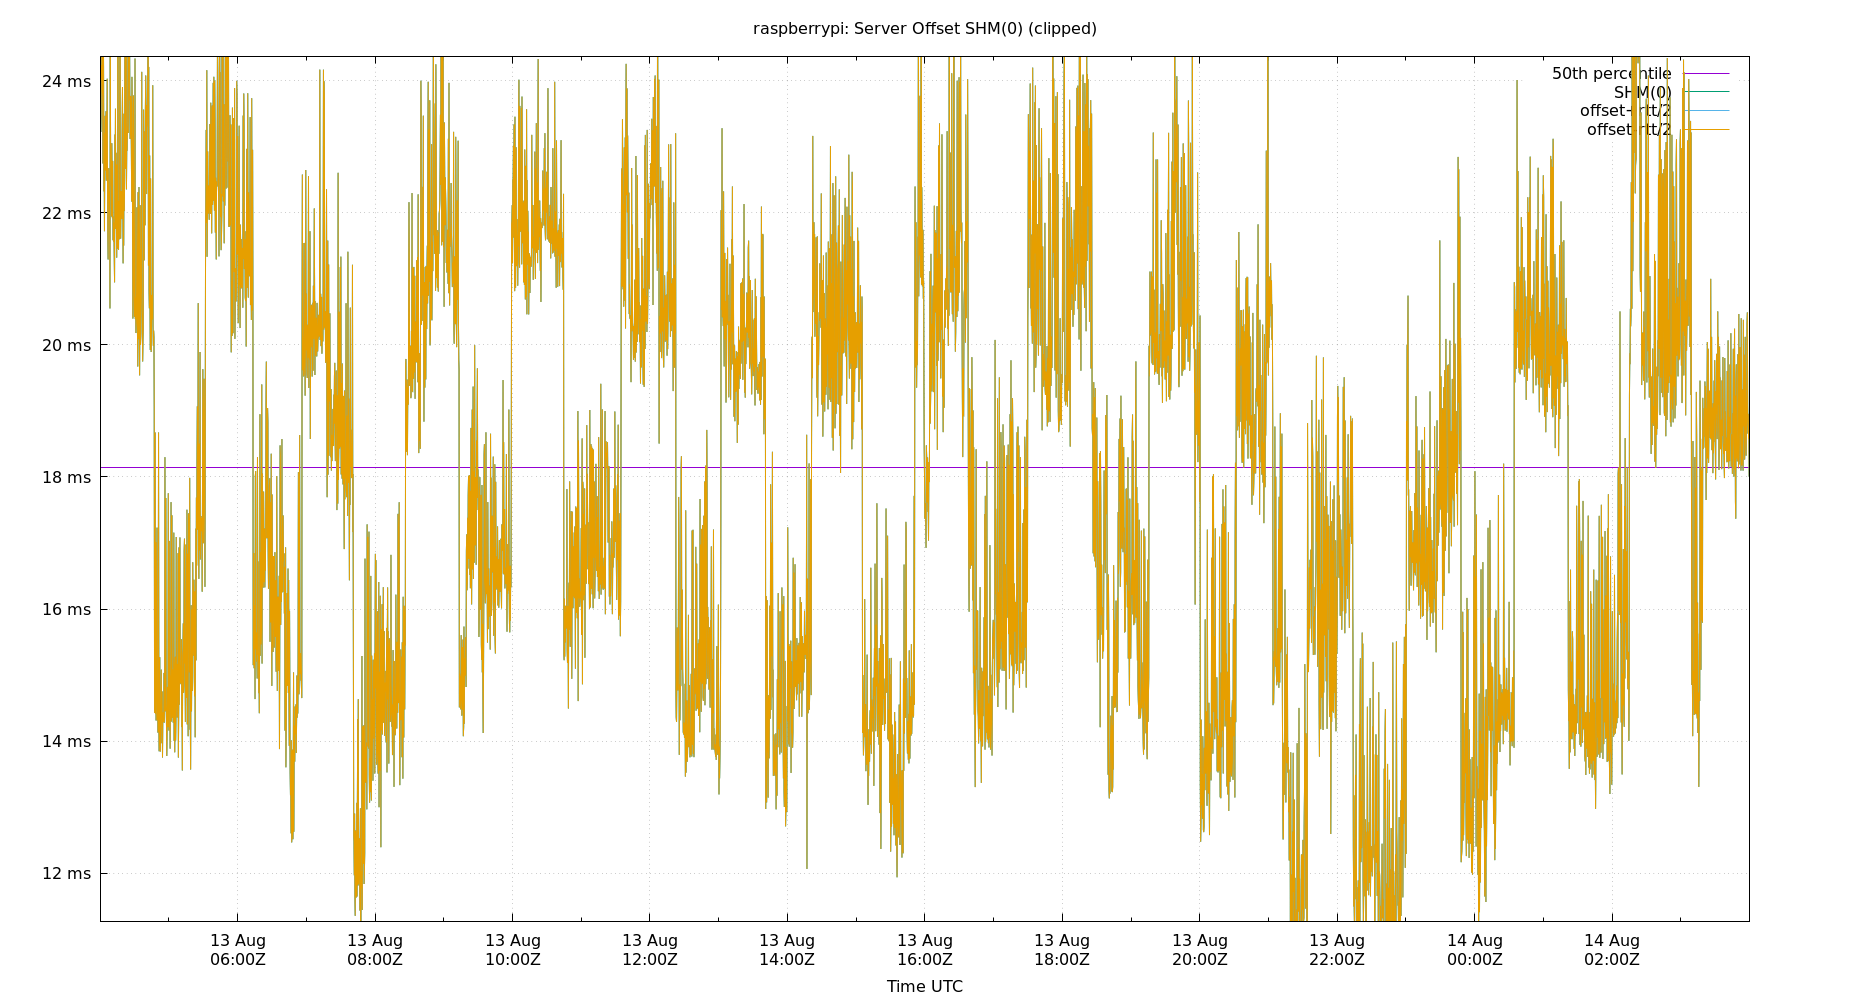 raspberrypi: Server Offset SHM(0) (clipped)
24 ms
22 ms
20 ms
18 ms
16 ms
14 ms
12 ms
50th percentile
SHM(0)
offset+rtt/2
offset-rtt/2
13 Aug 13 Aug 13 Aug 13 Aug 13 Aug 13 Aug 13 Aug 13 Aug 13 Aug 14 Aug 14 Aug
06:00Z 08:00Z 10:00Z 12:00Z 14:00Z 16:00Z 18:00Z 20:00Z 22:00Z 00:00Z 02:00Z
Time UTC